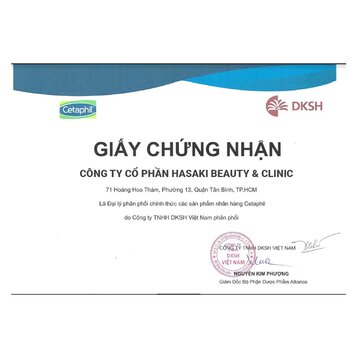 Cetaphil
DKSH
GIẤY CHỨNG NHẬN
CÔNG TY CỔ PHẦN HASAKI BEAUTY & CLINIC
71 Hoàng Hoa Thám, Phường 13, Quận Tân Bình, TP.HCM
Là Đại lý phân phối chính thức các sản phẩm nhãn hàng Cetaphil
do Công ty TNHH DKSH Việt Nam phân phối
CÔNG TY TNHH DKSH VIỆT NAM
DKSH
VIỆT NAM
NGUYỄN KIM PHƯỢNG
Giám Đốc Bộ Phận Dược Phẩm Alliance